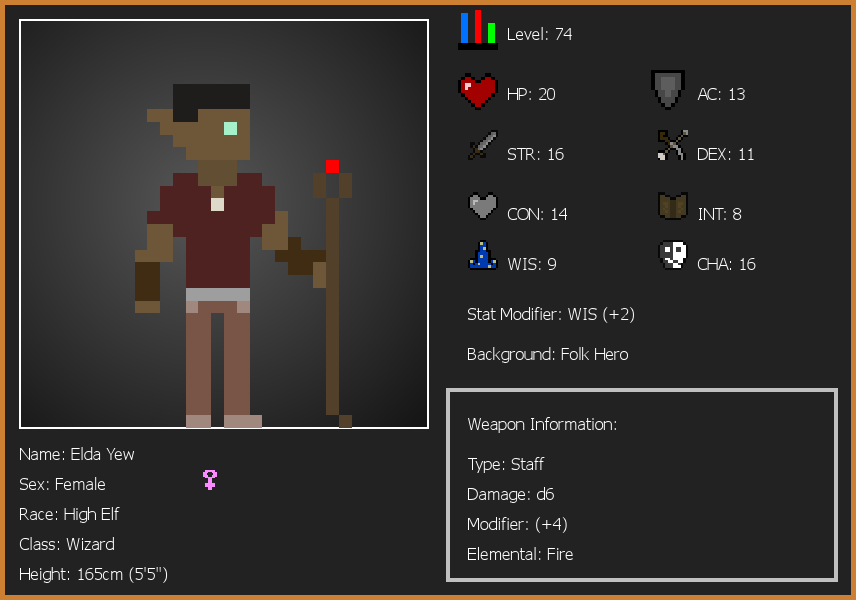 Level: 74
HP: 20
AC: 13
STR: 16
DEX: 11
CON: 14
INT: 8
WIS: 9
CHA: 16
Stat Modifier: WIS (+2)
Background: Folk Hero
Weapon Information:
Type: Staff
Damage: d6
Modifier: (+4)
Elemental: Fire
Name: Elda Yew
Sex: Female
Race: High Elf
Class: Wizard
Height: 165cm (5'5")